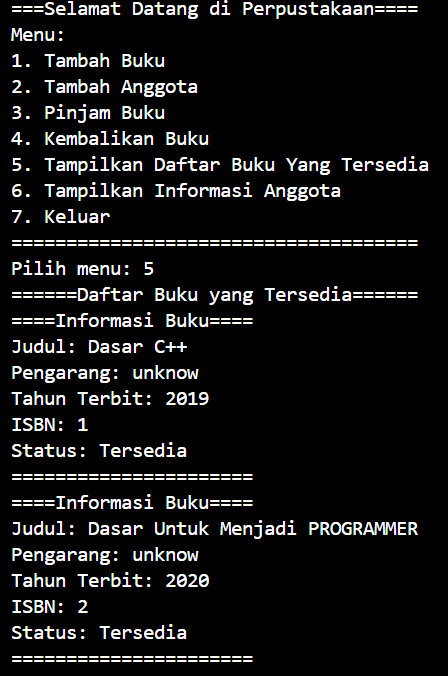 ===Selamat Datang di Perpustakaan====
Menu:
1. Tambah Buku
2. Tambah Anggota
3. Pinjam Buku
4. Kembalikan Buku
5. Tampilkan Daftar Buku Yang Tersedia
6. Tampilkan Informasi Anggota
7. Keluar
=====================================
Pilih menu: 5
======Daftar Buku yang Tersedia======
====Informasi Buku====
Judul: Dasar C++
Pengarang: unknow
Tahun Terbit: 2019
ISBN: 1
Status: Tersedia
======================
====Informasi Buku====
Judul: Dasar Untuk Menjadi PROGRAMMER
Pengarang: unknow
Tahun Terbit: 2020
ISBN: 2
Status: Tersedia
======================